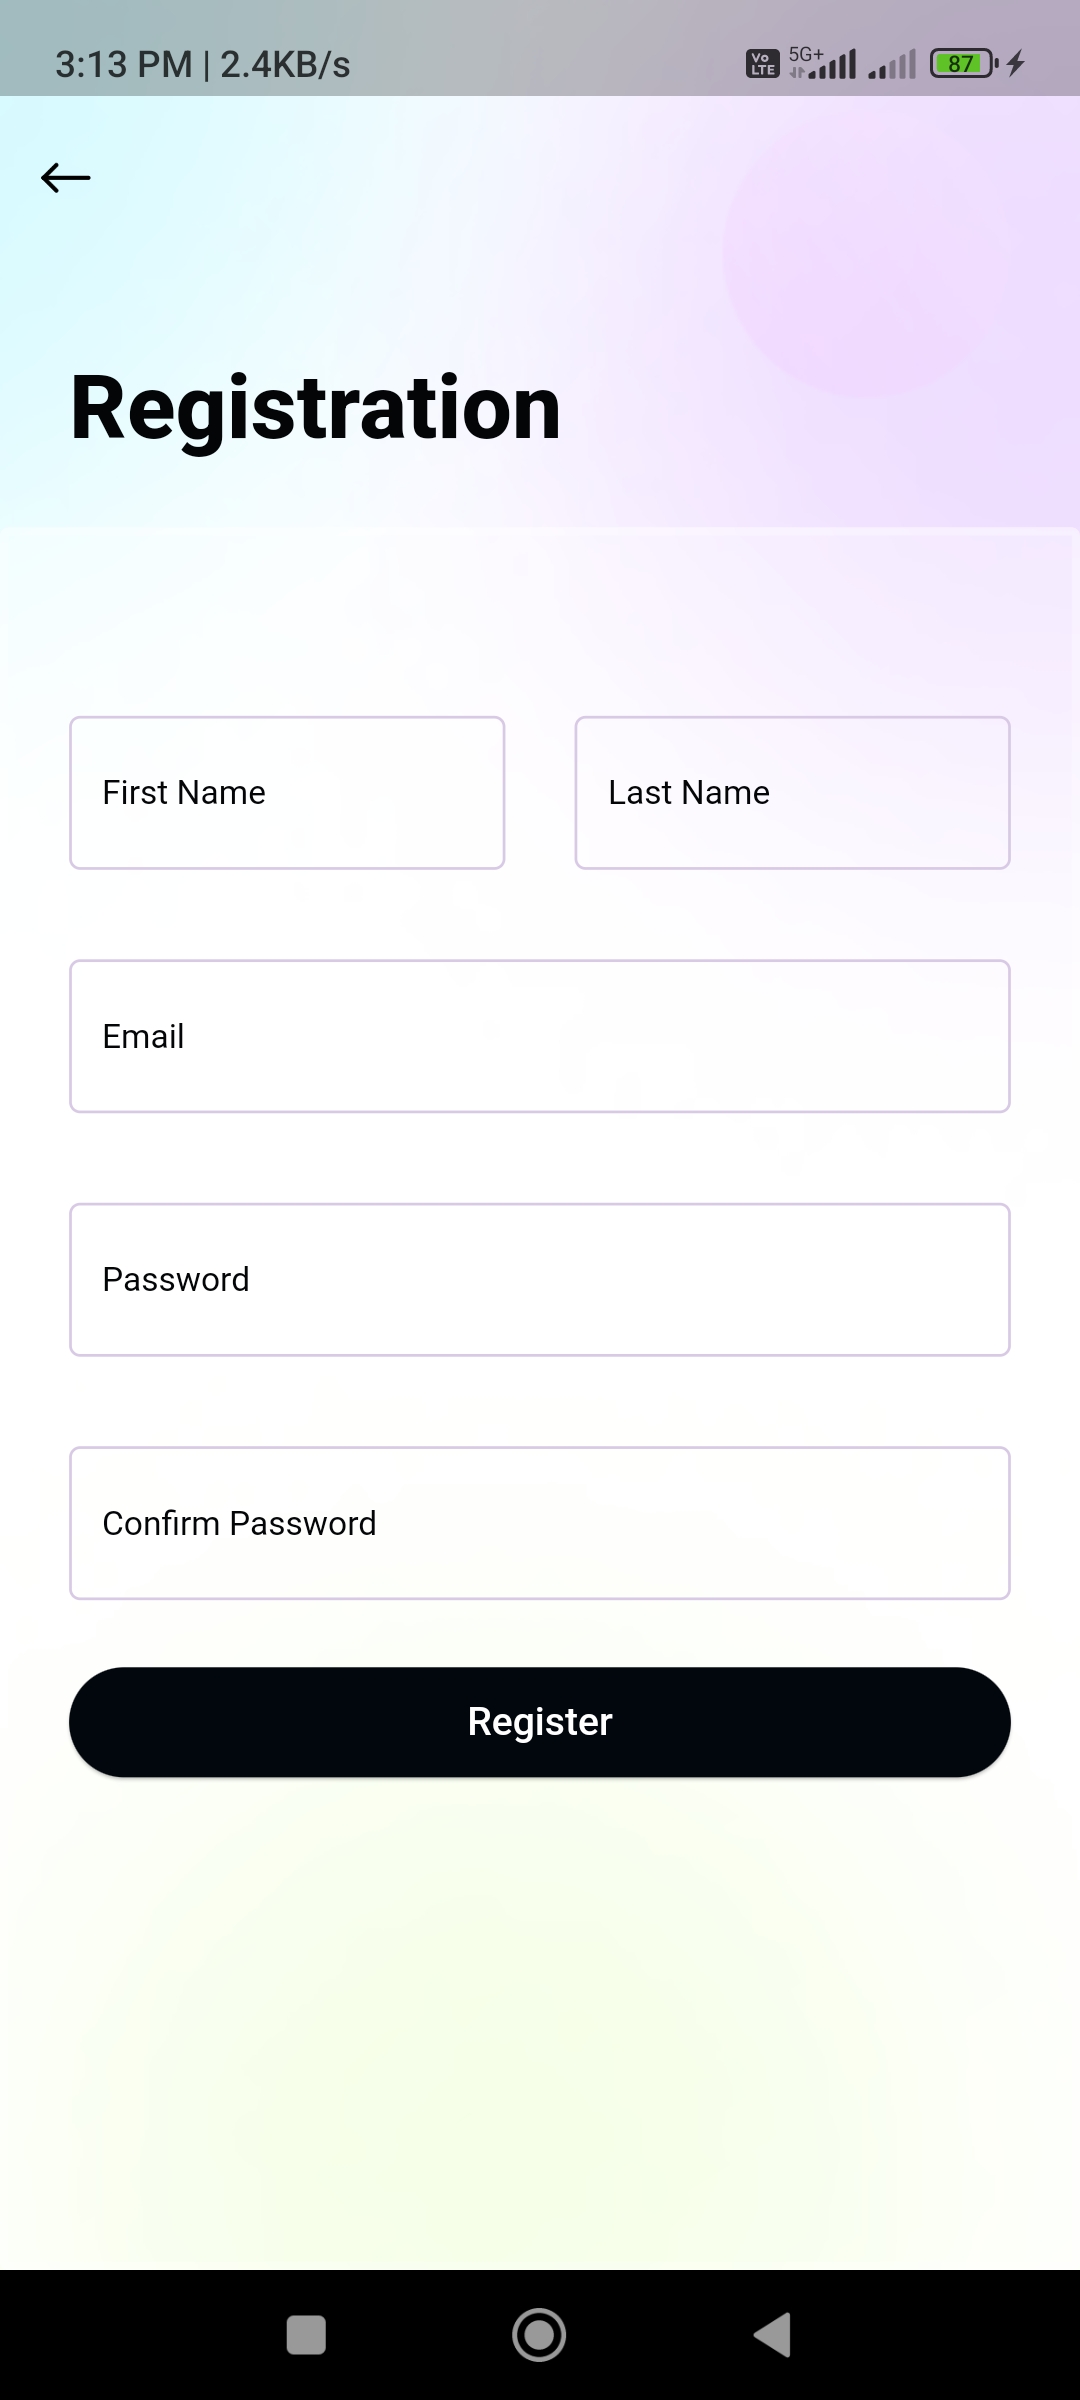 3:13 PM | 2.4KB/s Vo LTE 5G+ 87
Registration
First Name
Last Name
Email
Password
Confirm Password
Register